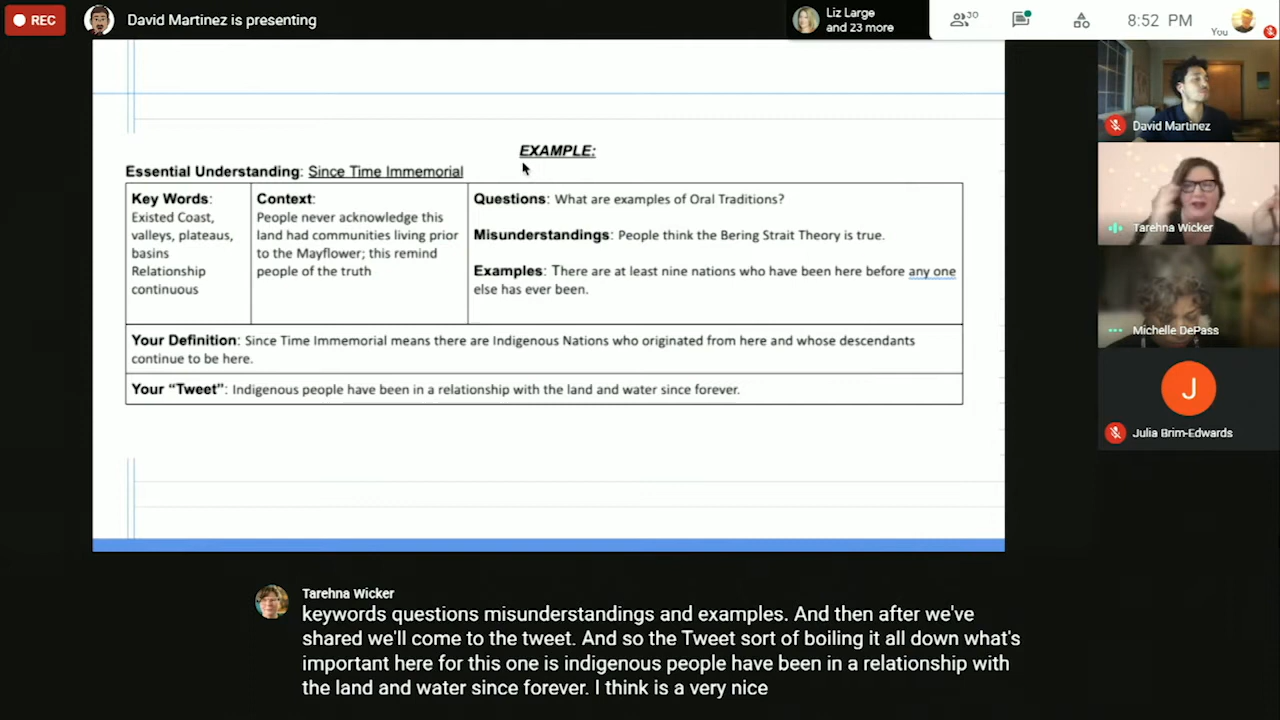 REC
David Martinez is presenting
Liz Large
and 23 more
30
8:52 PM
You
EXAMPLE:
Essential Understanding: Since Time Immemorial
Key Words:
Existed Coast,
valleys, plateaus,
basins
Relationship
continuous
Context:
People never acknowledge this
land had communities living prior
to the Mayflower; this remind
people of the truth
Questions: What are examples of Oral Traditions?
Misunderstandings: People think the Bering Strait Theory is true.
Examples: There are at least nine nations who have been here before any one
else has ever been.
Your Definition: Since Time Immemorial means there are Indigenous Nations who originated from here and whose descendants
continue to be here.
Your “Tweet”: Indigenous people have been in a relationship with the land and water since forever.
David Martinez
Tarehna Wicker
Michelle DePass
J
Julia Brim-Edwards
Tarehna Wicker
keywords questions misunderstandings and examples. And then after we've
shared we'll come to the tweet. And so the Tweet sort of boiling it all down what's
important here for this one is indigenous people have been in a relationship with
the land and water since forever. I think is a very nice